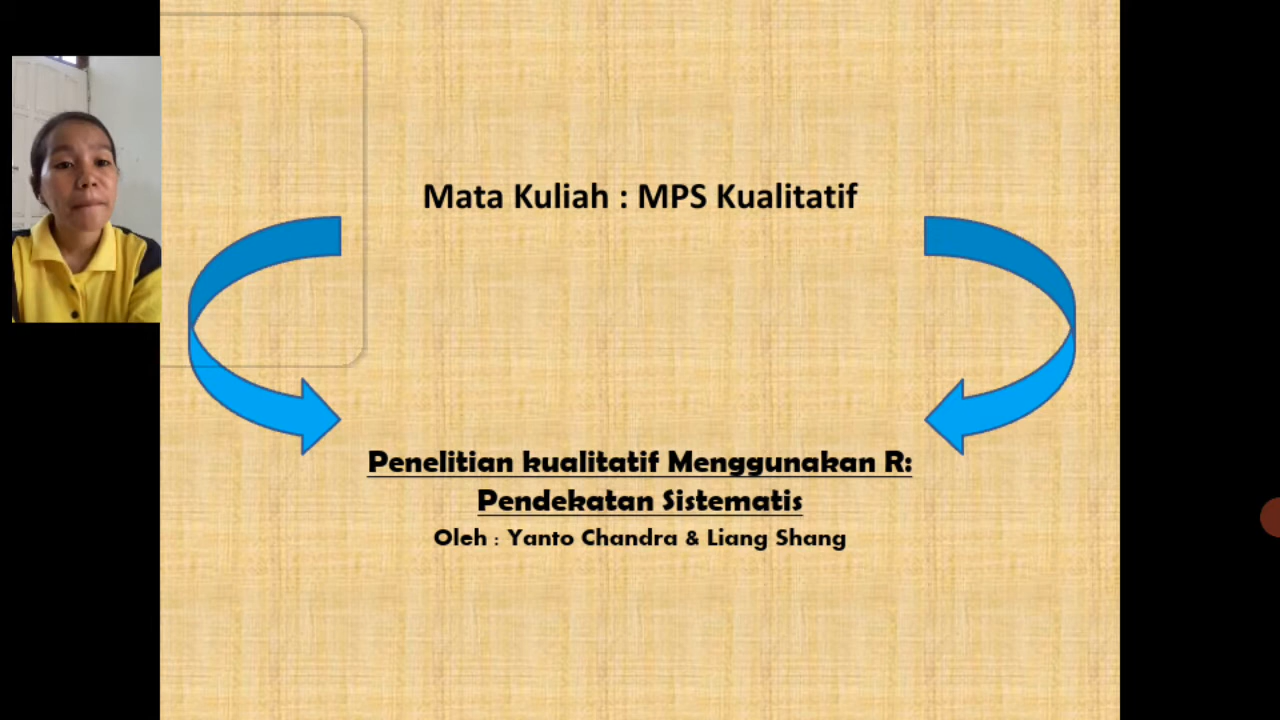 Mata Kuliah : MPS Kualitatif
Penelitian kualitatif Menggunakan R:
Pendekatan Sistematis
Oleh : Yanto Chandra & Liang Shang